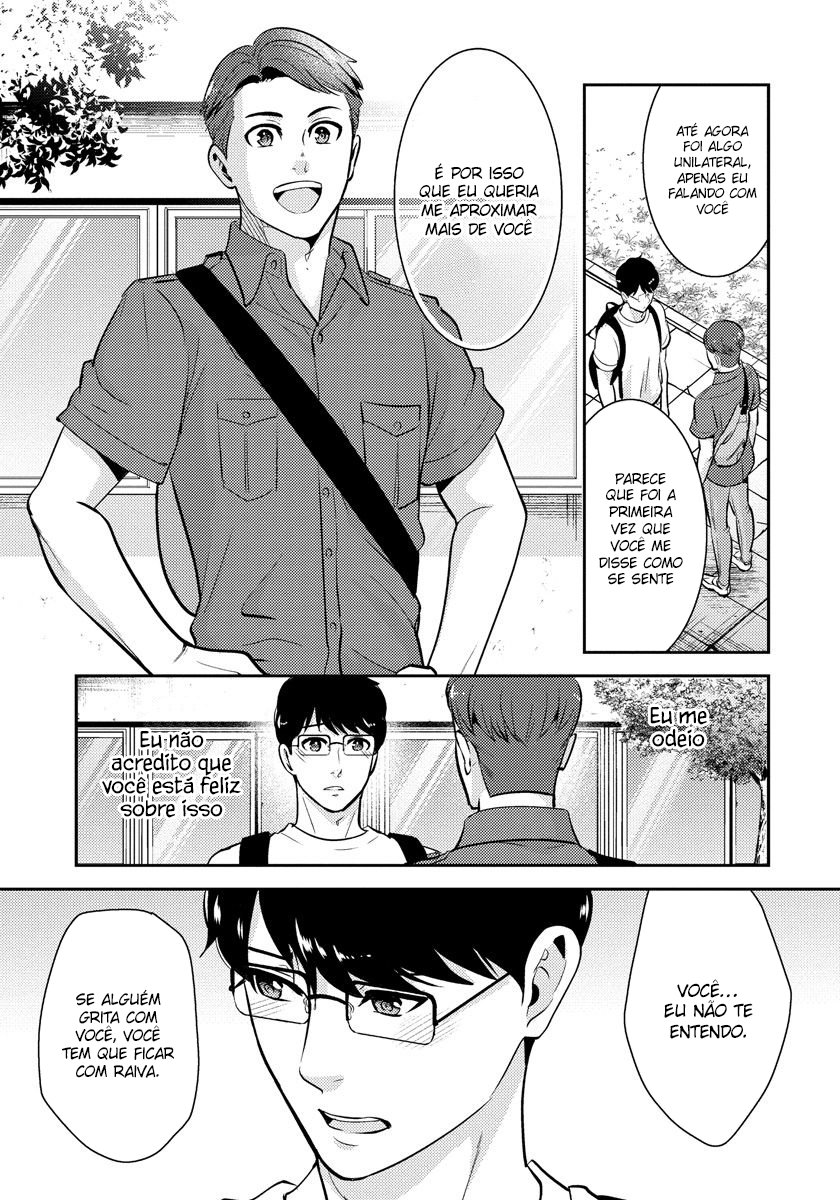 ATÉ AGORA
FOI ALGO
UNILATERAL,
APENAS EU
FALANDO COM
VOCÊ
PARECE
QUE FOI A
PRIMEIRA
VEZ QUE
VOCÊ ME
DISSE COMO
SE SENTE
É POR ISSO
QUE EU QUERIA
ME APROXIMAR
MAIS DE VOCÊ
Eu me
odeio
Eu não
acredito que
você está feliz
sobre isso
VOCÊ...
EU NÃO TE
ENTENDO.
SE ALGUÉM
GRITA COM
VOCÊ, VOCÊ
TEM QUE FICAR
COM RAIVA.